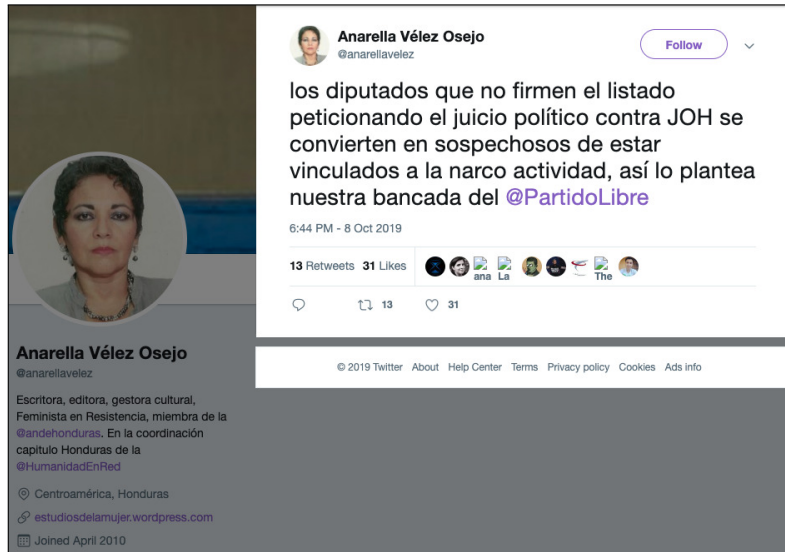 Anarella Vélez Osejo
@anarellavelez
Follow
los diputados que no firmen el listado
peticionando el juicio político contra JOH se
convierten en sospechosos de estar
vinculados a la narco actividad, así lo plantea
nuestra bancada del @PartidoLibre
6:44 PM - 8 Oct 2019
13 Retweets 31 Likes
ana La The
13 31
© 2019 Twitter About Help Center Terms Privacy policy Cookies Ads info
Anarella Vélez Osejo
@anarellavelez
Escritora, editora, gestora cultural,
Feminista en Resistencia, miembra de la
@andehonduras. En la coordinación
capitulo Honduras de la
@HumanidadEnRed
Centroamérica, Honduras
estudiosdelamujer.wordpress.com
Joined April 2010